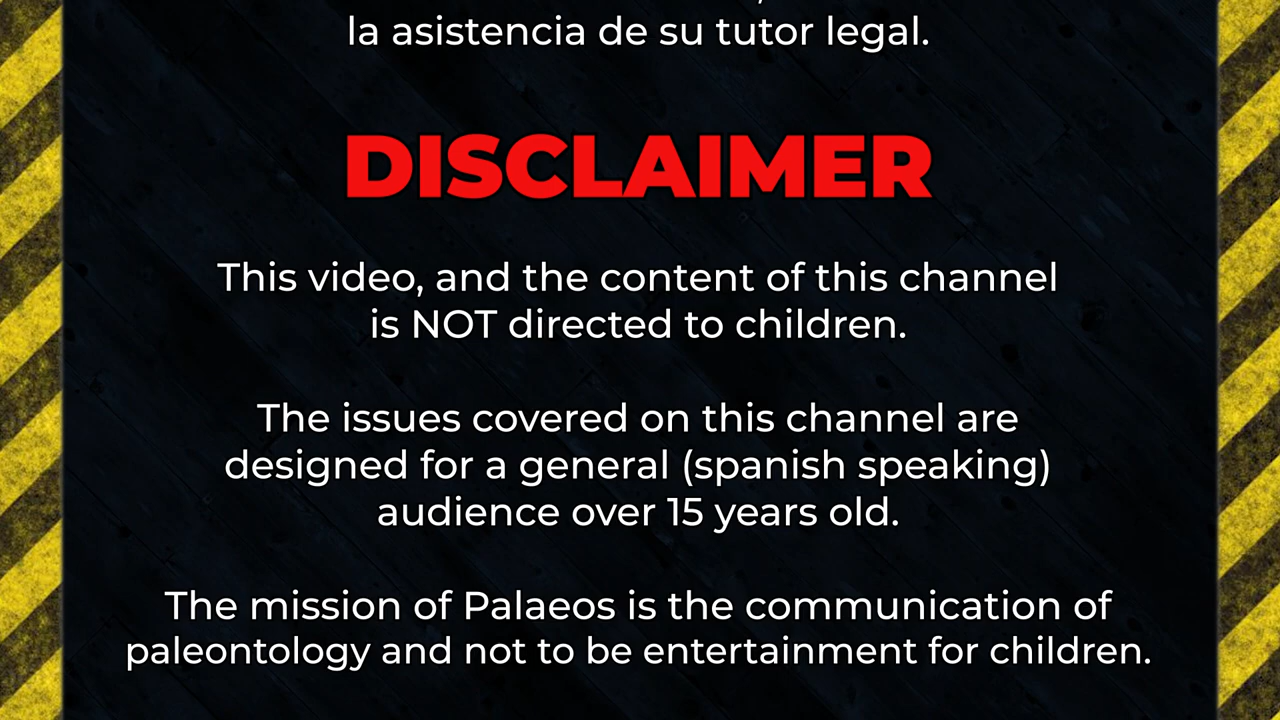 la asistencia de su tutor legal.
DISCLAIMER
This video, and the content of this channel
is NOT directed to children.
The issues covered on this channel are
designed for a general (spanish speaking)
audience over 15 years old.
The mission of Palaeos is the communication of
paleontology and not to be entertainment for children.